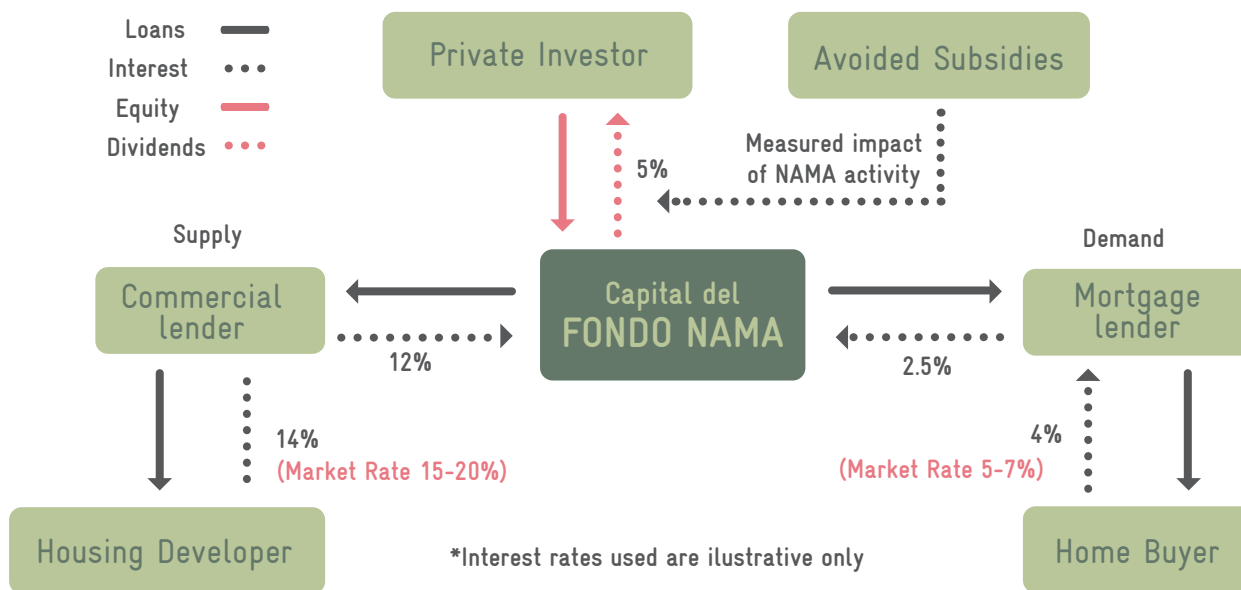 Loans
Interest
Equity
Dividends
Private Investor
Avoided Subsidies
5%
Measured impact
of NAMA activity
Supply
Demand
Commercial
lender
Capital del
FONDO NAMA
Mortgage
lender
12%
2.5%
14%
(Market Rate 15-20%)
4%
(Market Rate 5-7%)
Housing Developer
*Interest rates used are ilustrative only
Home Buyer